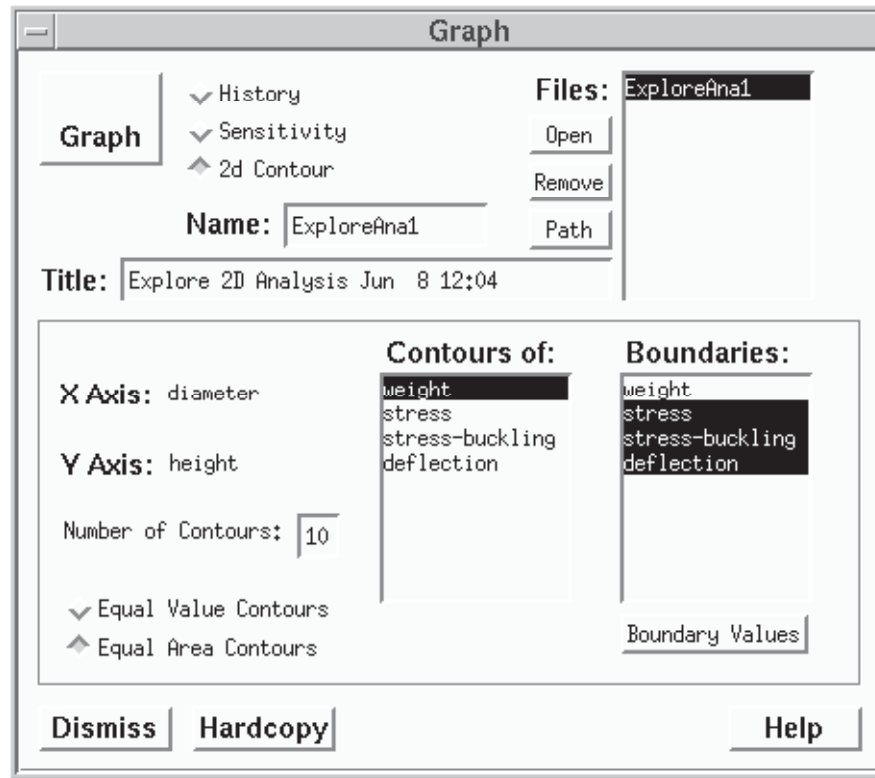 Graph
Graph
History
Sensitivity
2d Contour
Files:
Open
Remove
Path
ExploreAna1
Name: ExploreAna1
Title: Explore 2D Analysis Jun  8 12:04
X Axis: diameter
Y Axis: height
Number of Contours: 10
Equal Value Contours
Equal Area Contours
Contours of:
weight
stress
stress-buckling
deflection
Boundaries:
weight
stress
stress-buckling
deflection
Boundary Values
Dismiss
Hardcopy
Help